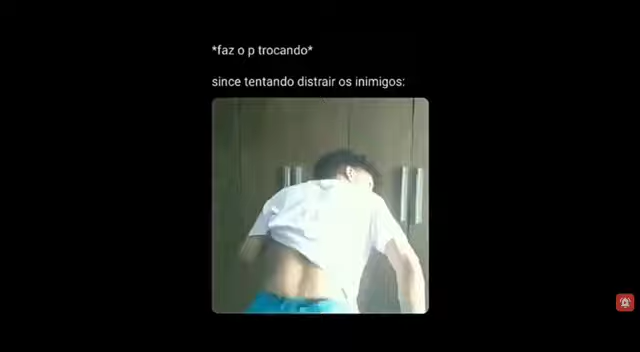 *faz o p trocando*
since tentando distrair os inimigos: